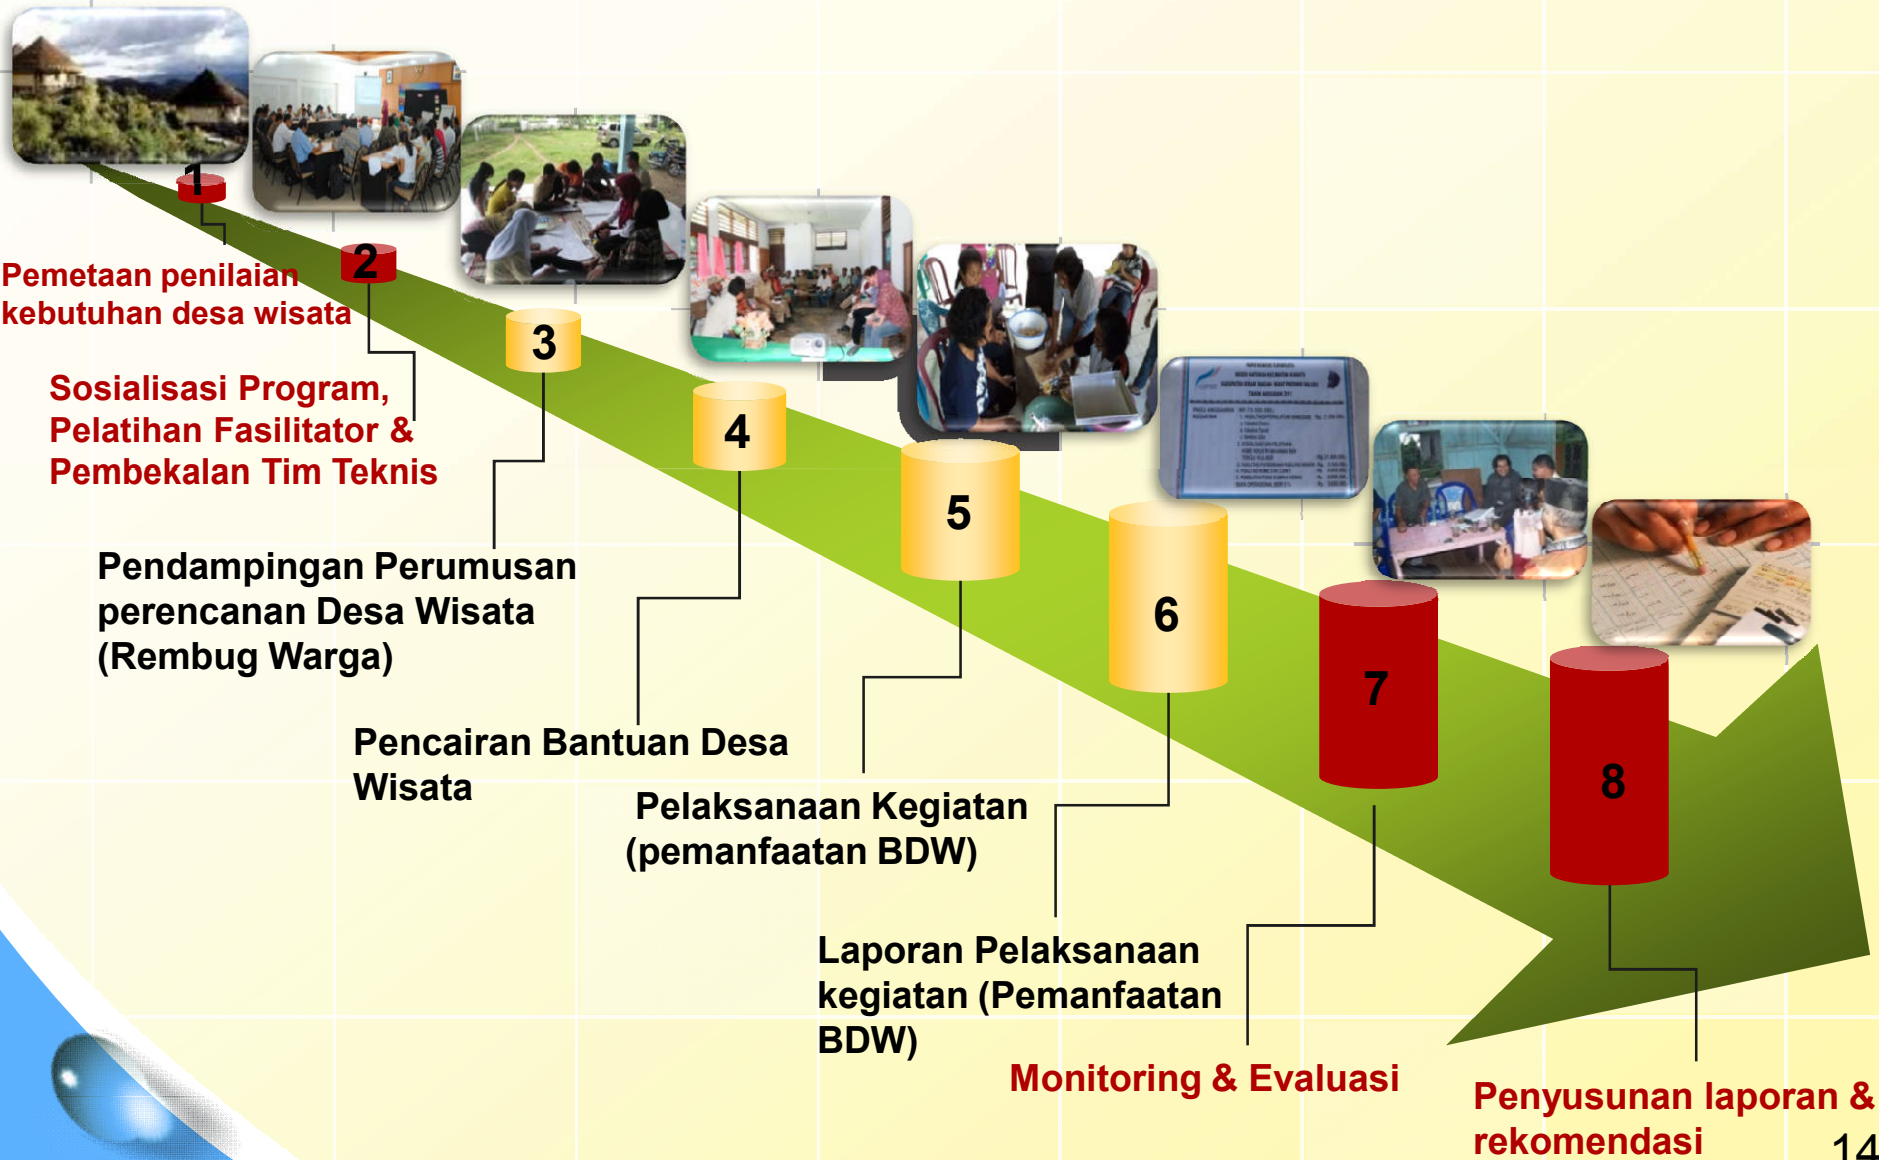 1
Pemetaan penilaian
kebutuhan desa wisata
2
Sosialisasi Program,
Pelatihan Fasilitator &
Pembekalan Tim Teknis
3
Pendampingan Perumusan
perencanan Desa Wisata
(Rembug Warga)
4
Pencairan Bantuan Desa
Wisata
5
Pelaksanaan Kegiatan
(pemanfaatan BDW)
6
Laporan Pelaksanaan
kegiatan (Pemanfaatan
BDW)
7
Monitoring & Evaluasi
8
Penyusunan laporan &
rekomendasi
14